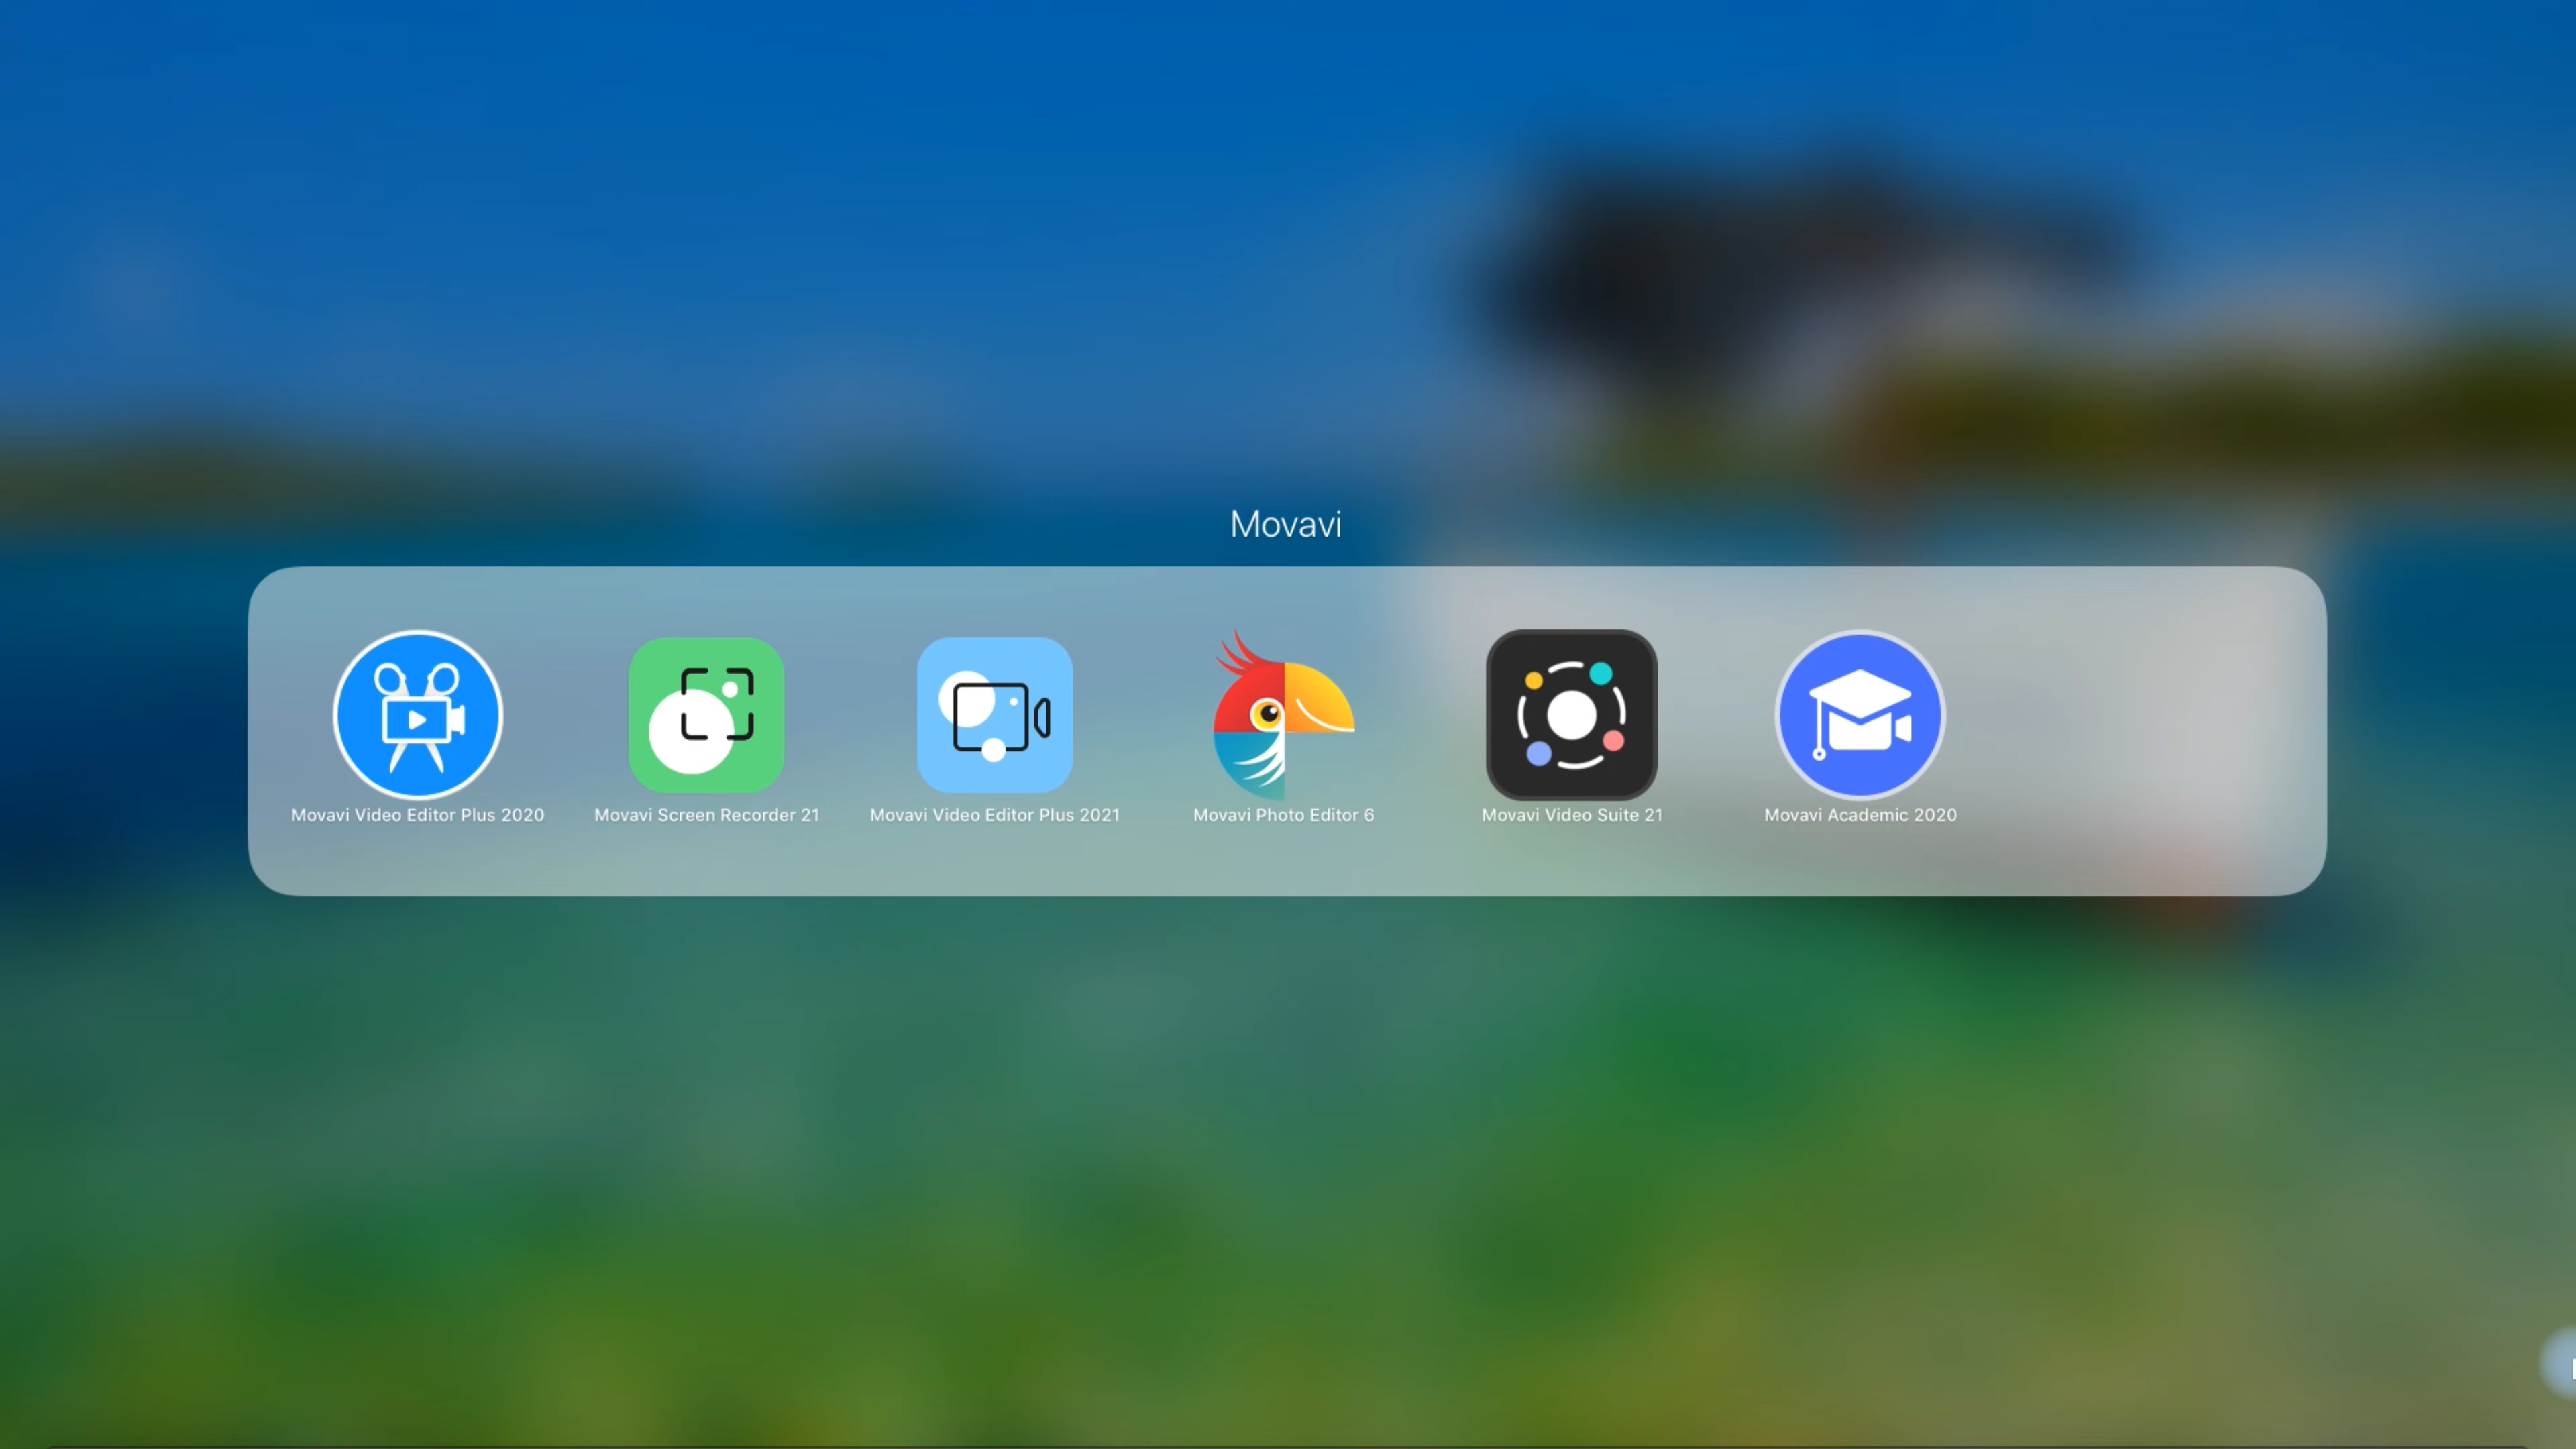 Movavi
Movavi Video Editor Plus 2020
Movavi Screen Recorder 21
Movavi Video Editor Plus 2021
Movavi Photo Editor 6
Movavi Video Suite 21
Movavi Academic 2020